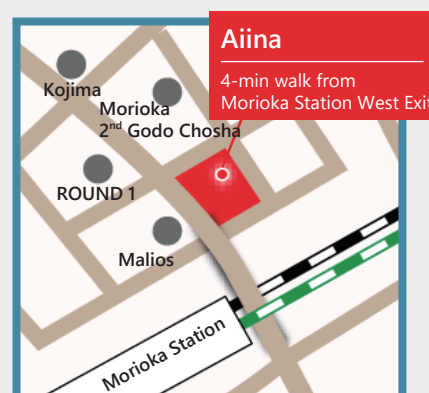 Aiina
4-min walk from
Morioka Station West Exit
Kojima
Morioka
2nd Godo Chosha
ROUND 1
Malios
Morioka Station